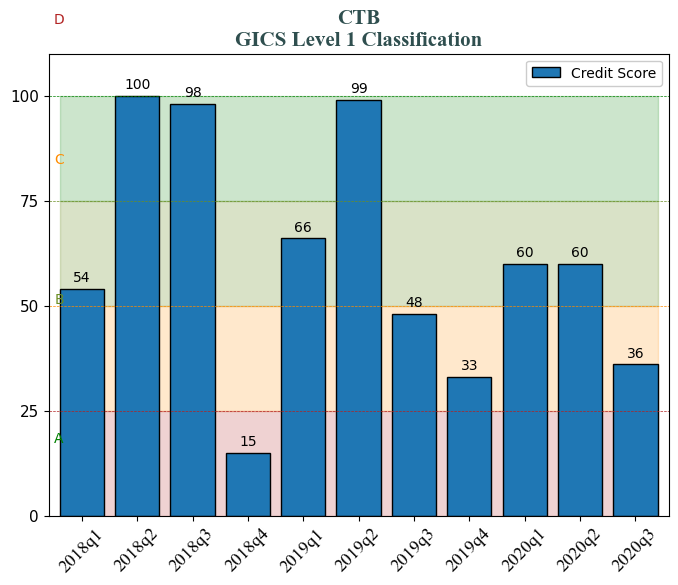 D
CTB
GICS Level 1 Classification
Credit Score
100
75
50
25
0
C
B
A
54
100
98
15
66
99
48
33
60
60
36
2018q1
2018q2
2018q3
2018q4
2019q1
2019q2
2019q3
2019q4
2020q1
2020q2
2020q3